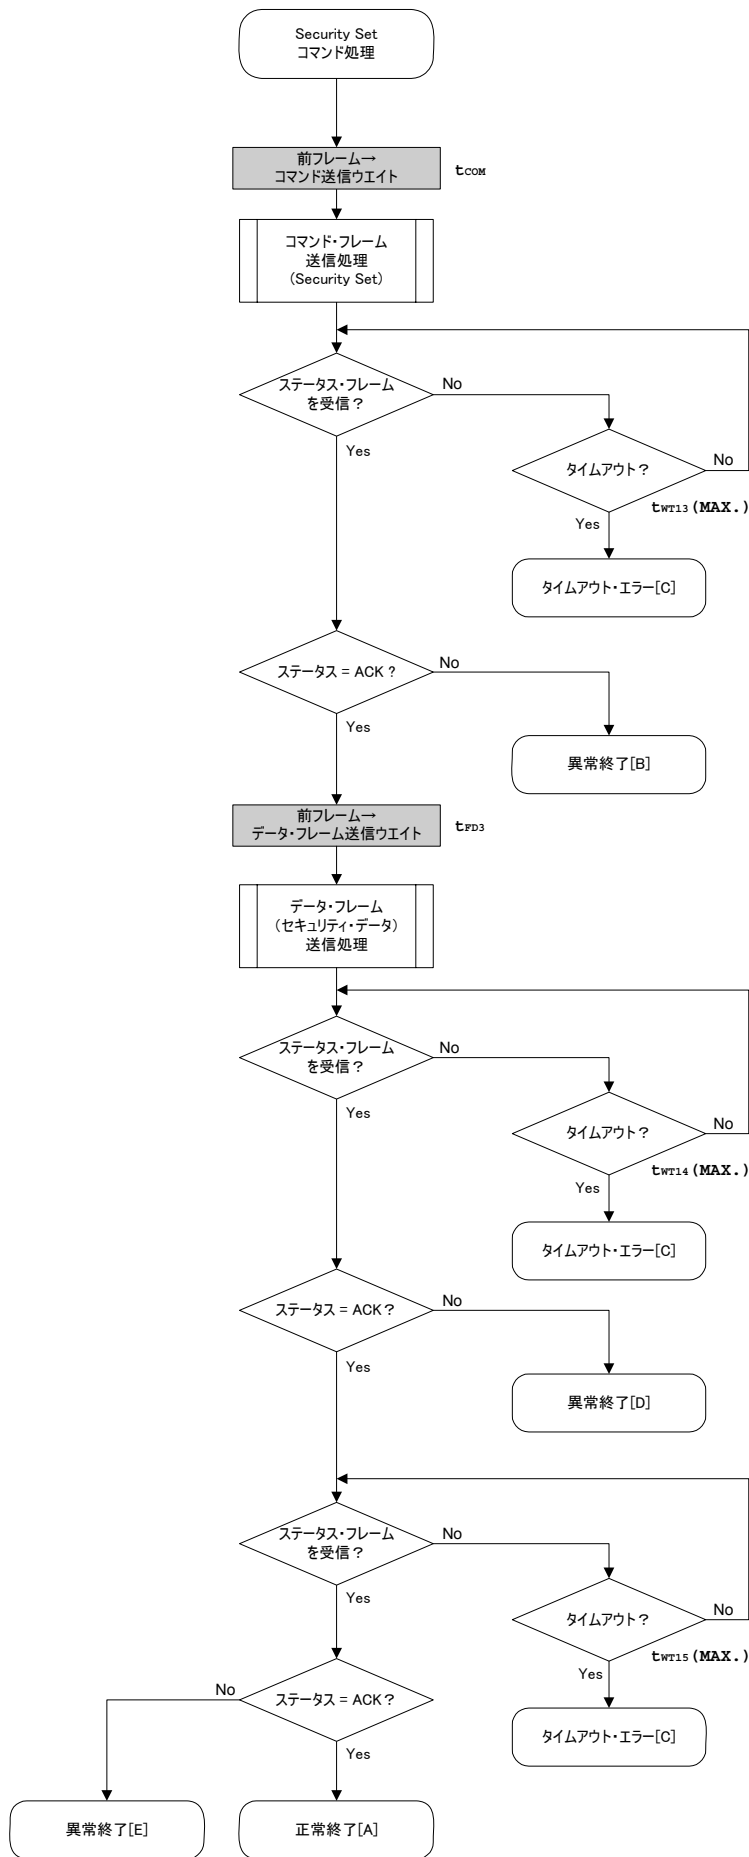 Security Set
コマンド処理
前フレーム→
コマンド送信ウエイト
tCOM
コマンド・フレーム
送信処理
(Security Set)
ステータス・フレーム
を受信？
No
Yes
タイムアウト？
No
tWT13(MAX.)
Yes
タイムアウト・エラー[C]
ステータス = ACK？
No
Yes
異常終了[B]
前フレーム→
データ・フレーム送信ウエイト
tFD3
データ・フレーム
（セキュリティ・データ）
送信処理
ステータス・フレーム
を受信？
No
Yes
タイムアウト？
No
tWT14(MAX.)
Yes
タイムアウト・エラー[C]
ステータス = ACK？
No
Yes
異常終了[D]
ステータス・フレーム
を受信？
No
Yes
タイムアウト？
No
tWT15(MAX.)
Yes
タイムアウト・エラー[C]
ステータス = ACK？
No
Yes
異常終了[E]
正常終了[A]